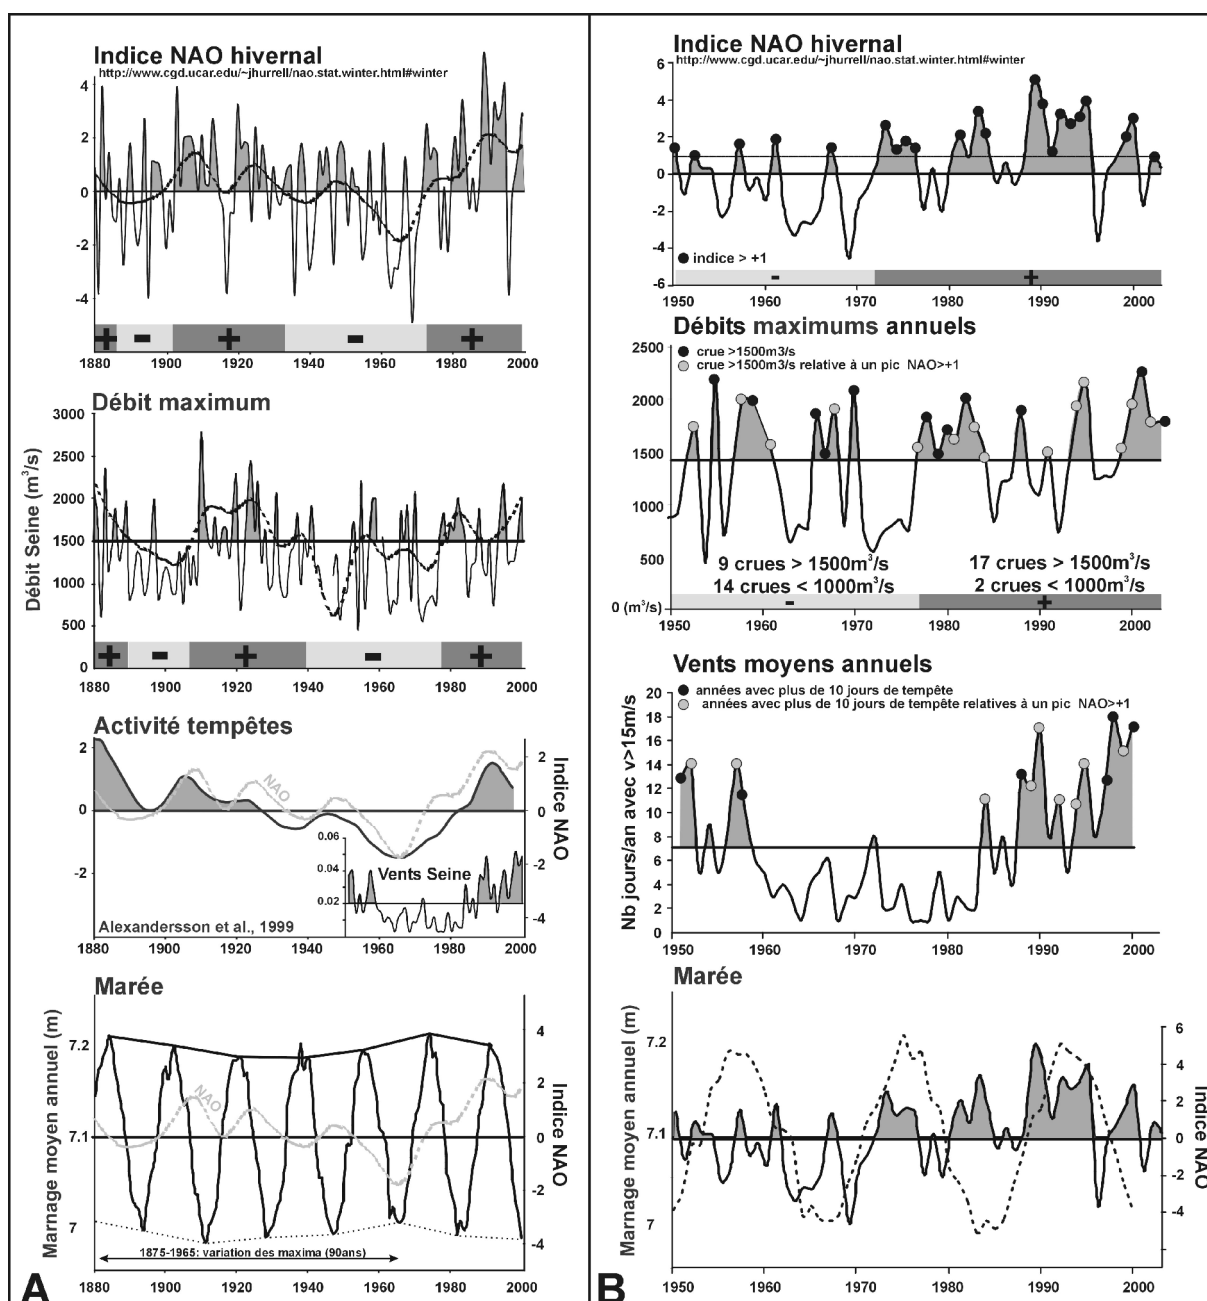 Indice NAO hivernal
http://www.cgd.ucar.edu/~jhurrell/nao.stat.winter.html#winter
4
2
0
-2
-4
+ - + - +
1880 1900 1920 1940 1960 1980 2000
Débit maximum
Débit Seine (m³/s)
3000
2500
2000
1500
1000
500
0
+ - + - +
1880 1900 1920 1940 1960 1980 2000
Activité tempêtes
2
0
-2
2
0
-2
-4
Indice NAO
NAO
0.06
0.04
0.02
Vents Seine
Alexandersson et al., 1999
1880 1900 1920 1940 1960 1980 2000
Marée
Marnage moyen annuel (m)
7.2
7.1
7
4
2
0
-2
-4
Indice NAO
NAO
1875-1965: variation des maxima (90ans)
1880 1900 1920 1940 1960 1980 2000
A
Indice NAO hivernal
http://www.cgd.ucar.edu/~jhurrell/nao.stat.winter.html#winter
6
4
2
0
-2
-4
-6
indice > +1
- +
1950 1960 1970 1980 1990 2000
Débits maximums annuels
crue >1500m3/s
crue >1500m3/s relative à un pic NAO>+1
2500
2000
1500
1000
500
0 (m³/s)
9 crues > 1500m³/s
14 crues < 1000m³/s
17 crues > 1500m³/s
2 crues < 1000m³/s
- +
1950 1960 1970 1980 1990 2000
Vents moyens annuels
années avec plus de 10 jours de tempête
années avec plus de 10 jours de tempête relatives à un pic NAO>+1
Nb jours/an avec v>15m/s
20
18
16
14
12
10
8
6
4
2
0
1950 1960 1970 1980 1990 2000
Marée
Marnage moyen annuel (m)
7.2
7.1
7
6
4
2
0
-2
-4
Indice NAO
1950 1960 1970 1980 1990 2000
B